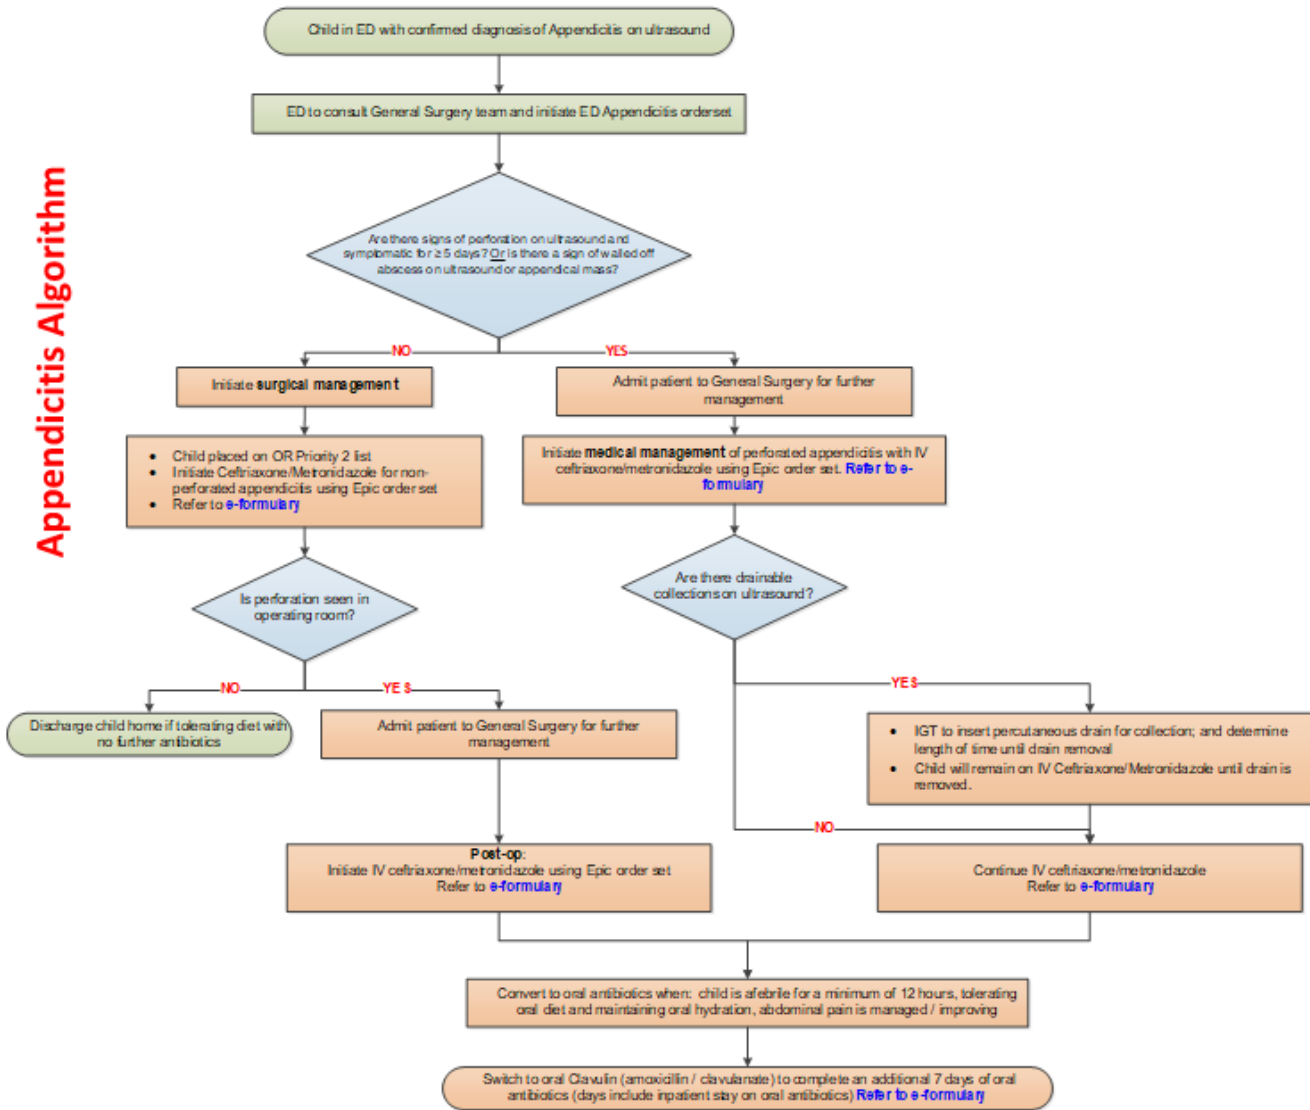 Appendicitis Algorithm
Child in ED with confirmed diagnosis of Appendicitis on ultrasound
ED to consult General Surgery team and initiate ED Appendicitis orderset
Are there signs of perforation on ultrasound and
symptomatic for ≥ 5 days? Or is there a sign of walled off
abscess on ultrasound or appendical mass?
NO
YES
Initiate surgical management
Admit patient to General Surgery for further
management
• Child placed on OR Priority 2 list
• Initiate Ceftriaxone/Metronidazole for non-
perforated appendicitis using Epic order set
• Refer to e-formulary
Initiate medical management of perforated appendicitis with IV
ceftriaxone/metronidazole using Epic order set. Refer to e-
formulary
Is perforation seen in
operating room?
Are there drainable
collections on ultrasound?
NO
YES
YES
Discharge child home if tolerating diet with
no further antibiotics
Admit patient to General Surgery for further
management
• IGT to insert percutaneous drain for collection; and determine
length of time until drain removal
• Child will remain on IV Ceftriaxone/Metronidazole until drain is
removed.
NO
Post-op:
Initiate IV ceftriaxone/metronidazole using Epic order set
Refer to e-formulary
Continue IV ceftriaxone/metronidazole
Refer to e-formulary
Convert to oral antibiotics when: child is afebrile for a minimum of 12 hours, tolerating
oral diet and maintaining oral hydration, abdominal pain is managed / improving
Switch to oral Clavulin (amoxicillin / clavulanate) to complete an additional 7 days of oral
antibiotics (days include inpatient stay on oral antibiotics) Refer to e-formulary